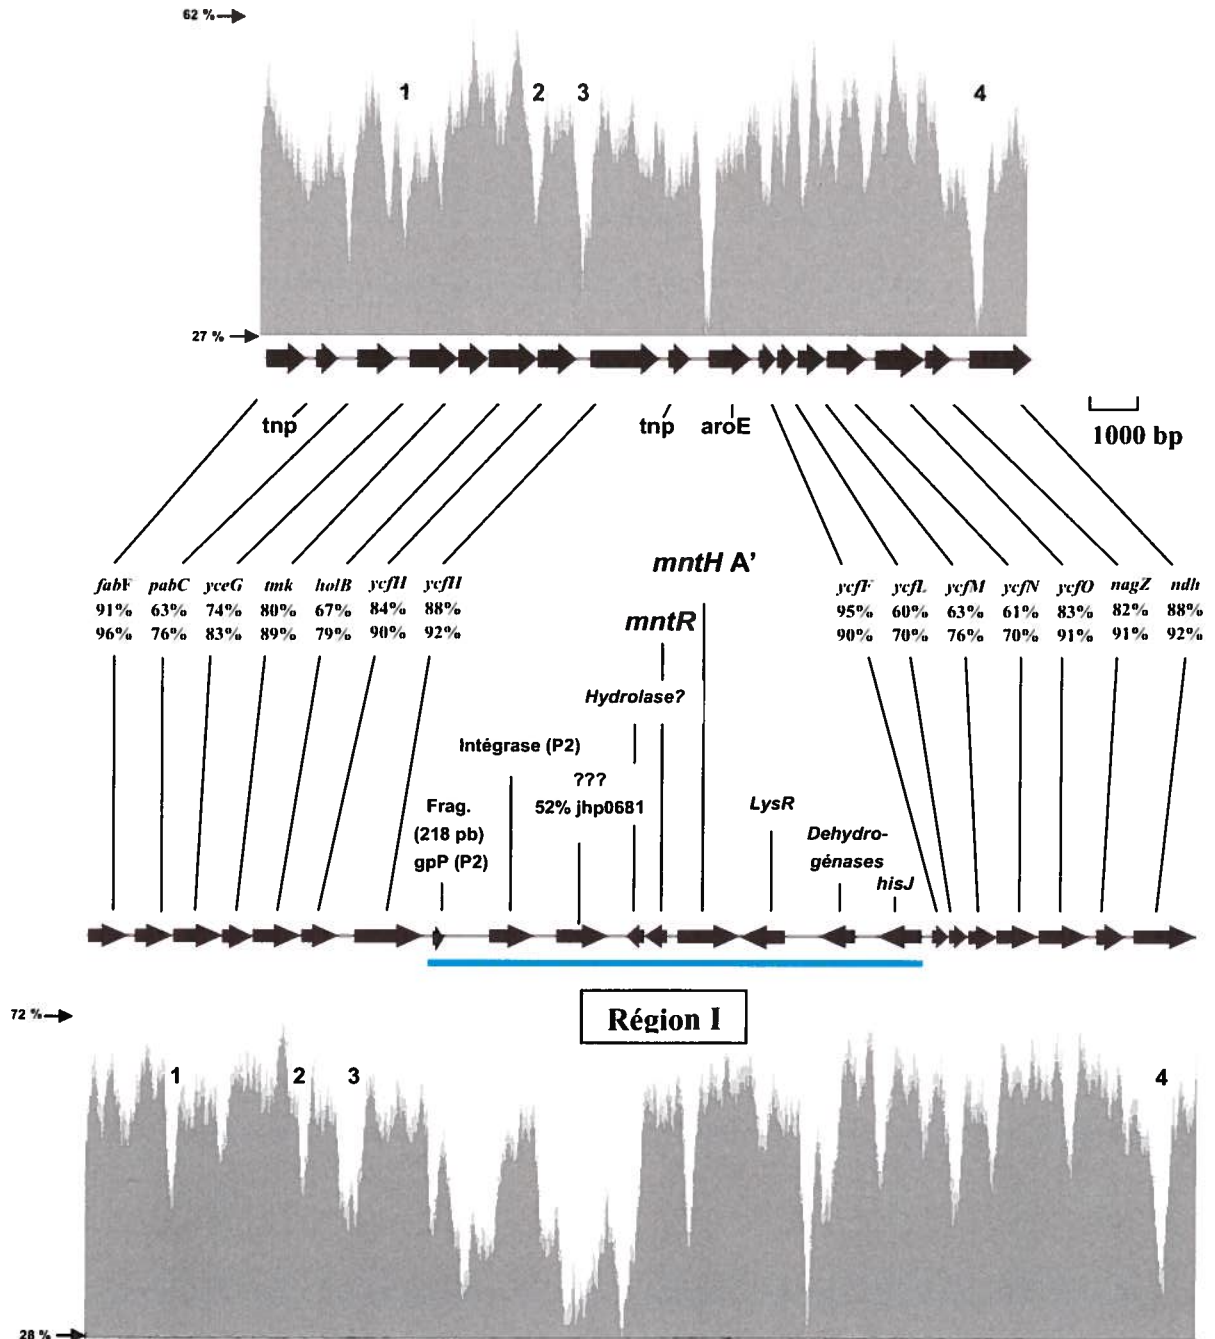 62 %
1 2 3 4
27 %
tnp tnp aroE
1000 bp
fabF pabC yceG tmk holB ycfH ycfH
91% 63% 74% 80% 67% 84% 88%
96% 76% 83% 89% 79% 90% 92%
mntH A'
mntR
ycfF ycfL ycfM ycfN ycfO nagZ ndh
95% 60% 63% 61% 83% 82% 88%
90% 70% 76% 70% 91% 91% 92%
Hydrolase?
Intégrase (P2)
???
52% jhp0681
Frag.
(218 pb)
gpP (P2)
LysR
Dehydro-
génases
hisJ
Région I
72 %
1 2 3 4
28 %